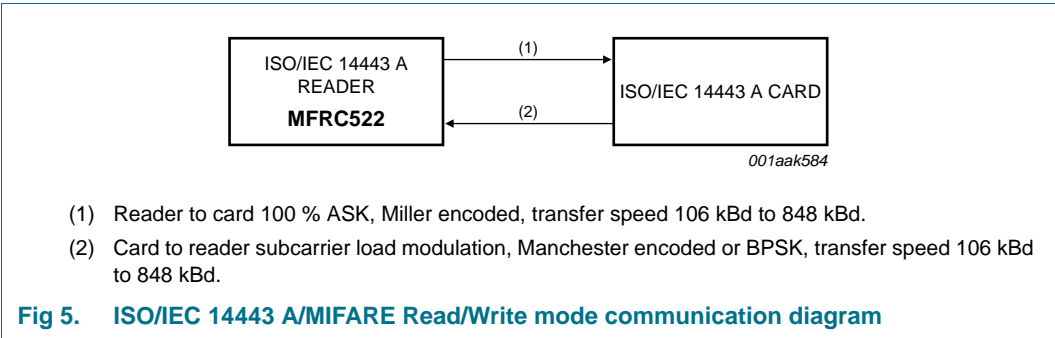 ISO/IEC 14443 A
READER
MFRC522
(1)
(2)
ISO/IEC 14443 A CARD
001aak584
(1) Reader to card 100 % ASK, Miller encoded, transfer speed 106 kBd to 848 kBd.
(2) Card to reader subcarrier load modulation, Manchester encoded or BPSK, transfer speed 106 kBd
to 848 kBd.
Fig 5. ISO/IEC 14443 A/MIFARE Read/Write mode communication diagram